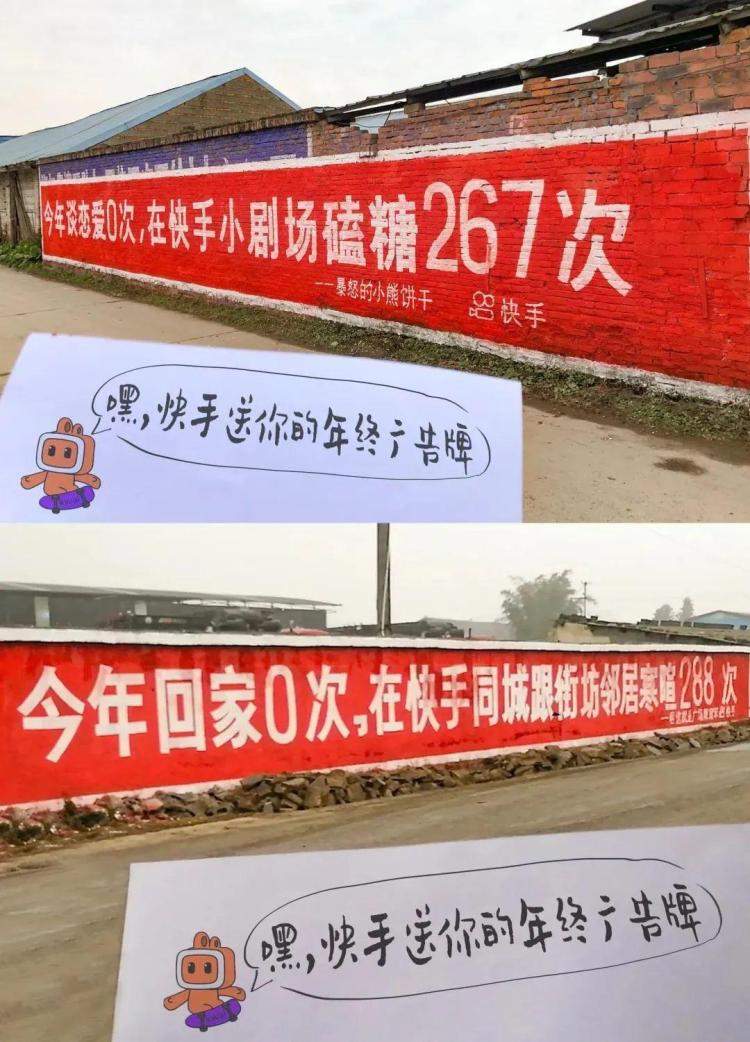 今年谈恋爱0次,在快手小剧场磕糖267次
——暴怒的小熊饼干 快手
嘿,快手送你的年终广告牌
今年回家0次,在快手同城跟街坊邻居寒暄288次
快手
嘿,快手送你的年终广告牌